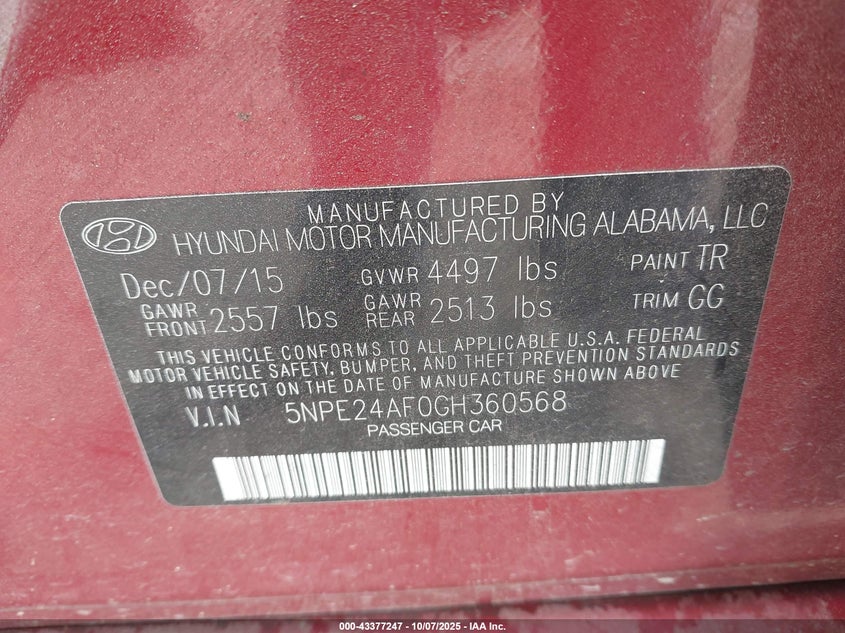 MANUFACTURED BY
HYUNDAI MOTOR MANUFACTURING ALABAMA, LLC
Dec/07/15 GVWR 4497 lbs PAINT TR
GAWR FRONT 2557 lbs GAWR REAR 2513 lbs TRIM GG
THIS VEHICLE CONFORMS TO ALL APPLICABLE U.S.A. FEDERAL
MOTOR VEHICLE SAFETY, BUMPER, AND THEFT PREVENTION STANDARDS
IN EFFECT ON THE DATE OF MANUFACTURE SHOWN ABOVE
V.I.N 5NPE24AF0GH360568
PASSENGER CAR
000-43377247 - 10/07/2025 - IAA Inc.